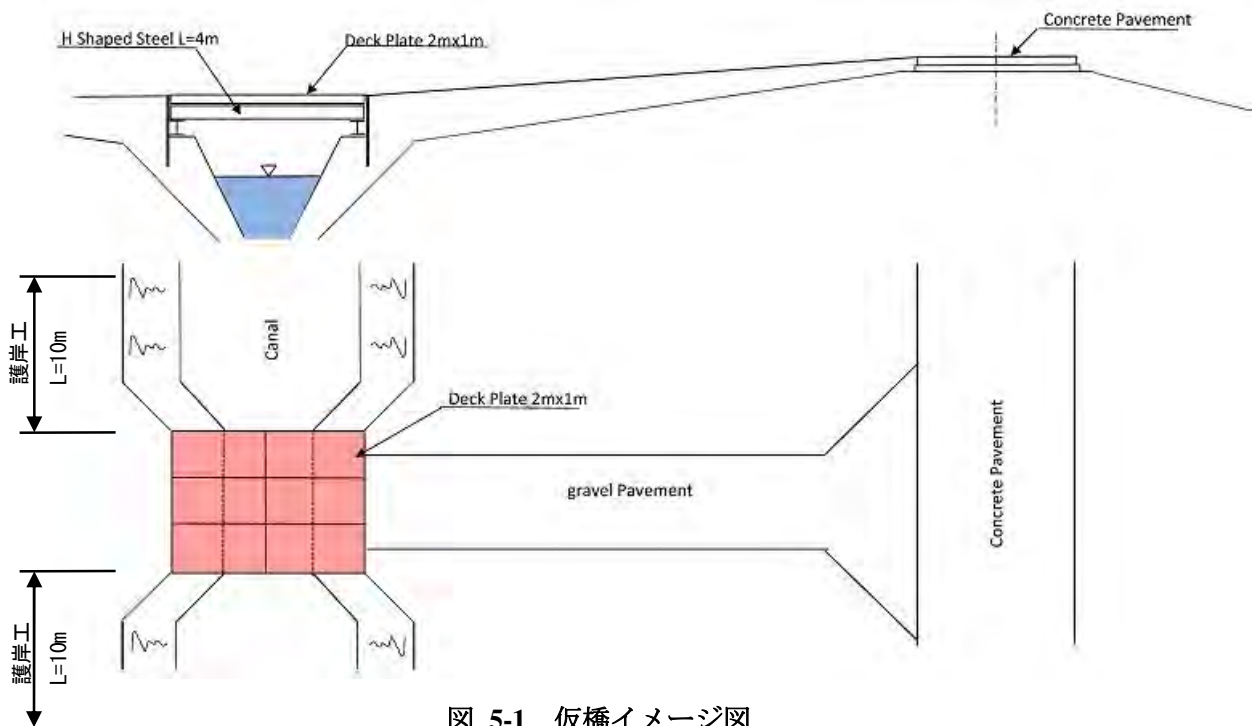 H Shaped Steel L=4m
Deck Plate 2mx1m
Concrete Pavement
護岸工
L=10m
Canal
Deck Plate 2mx1m
gravel Pavement
Concrete Pavement
護岸工
L=10m
図 5-1 仮橋イメージ図